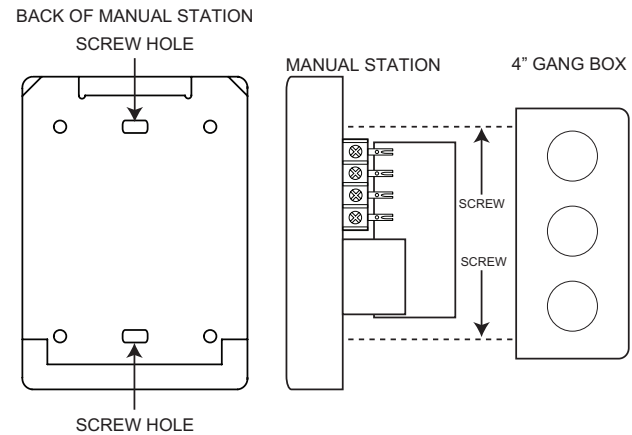 BACK OF MANUAL STATION
SCREW HOLE
MANUAL STATION
4” GANG BOX
SCREW
SCREW
SCREW HOLE